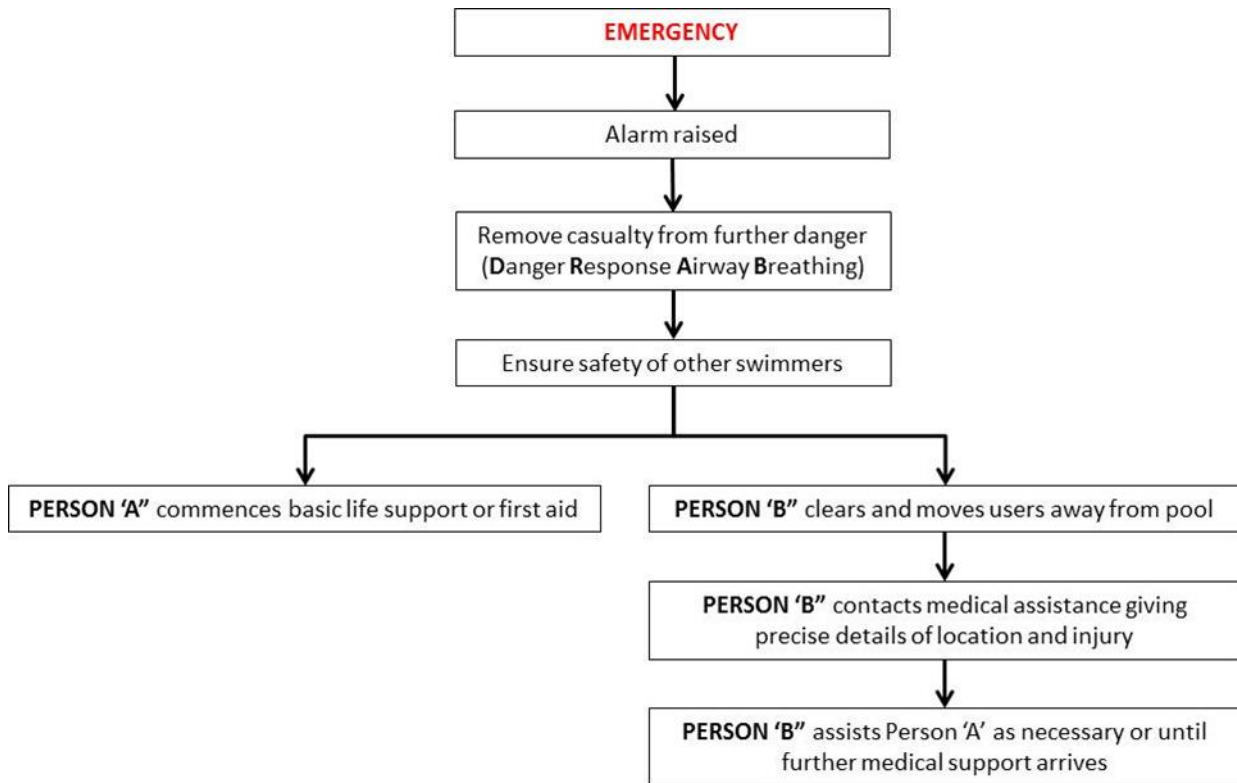 EMERGENCY
Alarm raised
Remove casualty from further danger
(Danger Response Airway Breathing)
Ensure safety of other swimmers
PERSON ‘A” commences basic life support or first aid
PERSON ‘B” clears and moves users away from pool
PERSON ‘B” contacts medical assistance giving
precise details of location and injury
PERSON ‘B” assists Person ‘A’ as necessary or until
further medical support arrives